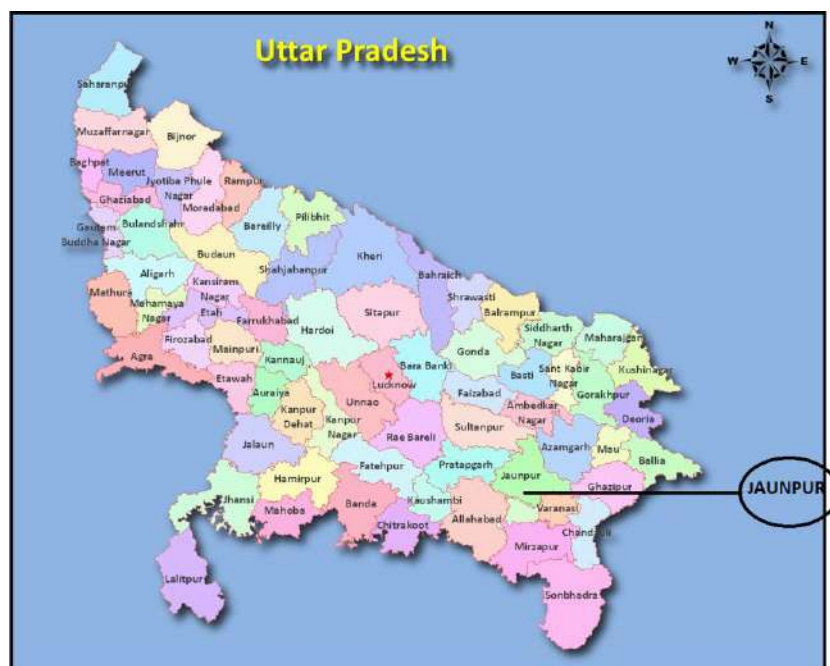 Uttar Pradesh
N
W
E
S
Saharanpur
Muzaffarnagar
Bijnor
Baghpat
Meerut
Jyotiba Phule
Nagar
Rampur
Ghaziabad
Moradabad
Gautam
Buddha Nagar
Bulandshahr
Bareilly
Pilibhit
Budaun
Kheri
Aligarh
Shahjahanpur
Bahraich
Mathura
Mahamaya
Nagar
Kansiram
Nagar
Etah
Farrukhabad
Hardoi
Sitapur
Shrawasti
Balrampur
Siddharth
Nagar
Maharajgan
Firozabad
Mainpuri
Agra
Kannauj
Bara Banki
Gonda
Basti
Sant Kabir
Nagar
Kushinagar
Etawah
Auraiya
Lucknow
Unnao
Faizabad
Ambedkar
Nagar
Gorakhpur
Deoria
Kanpur
Dehat
Kanpur
Nagar
Rae Bareli
Sultanpur
Azamgarh
Mau
Ballia
Jalaun
Fatehpur
Pratapgarh
Jaunpur
Ghazipur
JAUNPUR
Hamirpur
Jhansi
Mahoba
Banda
Kaushambi
Chitrakoot
Allahabad
Varanasi
Mirzapur
Lalitpur
Sonbhadra